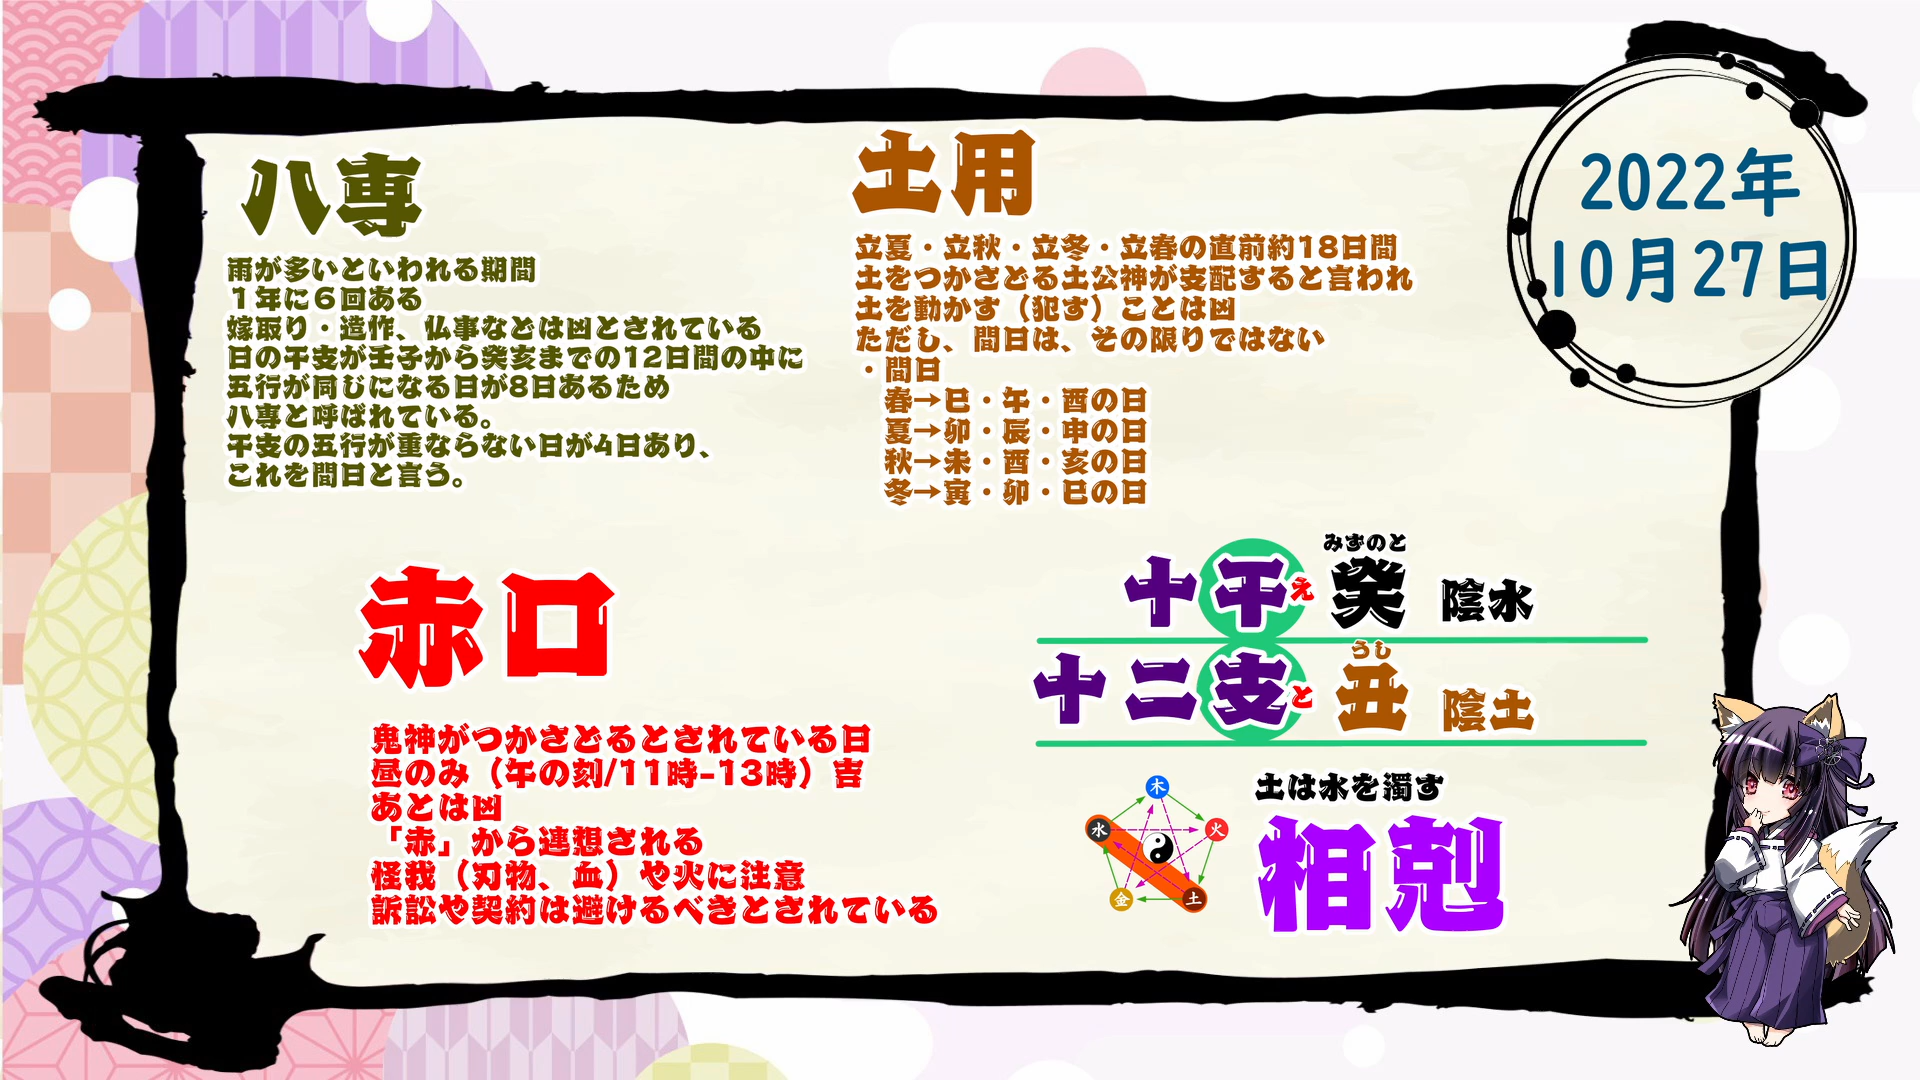 八専
雨が多いといわれる期間
１年に６回ある
嫁取り・造作、仏事などは凶とされている
日の干支が壬子から癸亥までの12日間の中に
五行が同じになる日が8日あるため
八専と呼ばれている。
干支の五行が重ならない日が4日あり、
これを間日と言う。
土用
立夏・立秋・立冬・立春の直前約18日間
土をつかさどる土公神が支配すると言われ
土を動かす（犯す）ことは凶
ただし、間日は、その限りではない
・間日
春→巳・午・酉の日
夏→卯・辰・申の日
秋→未・酉・亥の日
冬→寅・卯・巳の日
2022年
10月27日
赤口
鬼神がつかさどるとされている日
昼のみ（午の刻/11時-13時）吉
あとは凶
「赤」から連想される
怪我（刃物、血）や火に注意
訴訟や契約は避けるべきとされている
みずのと
十干え 癸 陰水
うし
十二支と 丑 陰土
木
水
火
金
土
土は水を濁す
相剋